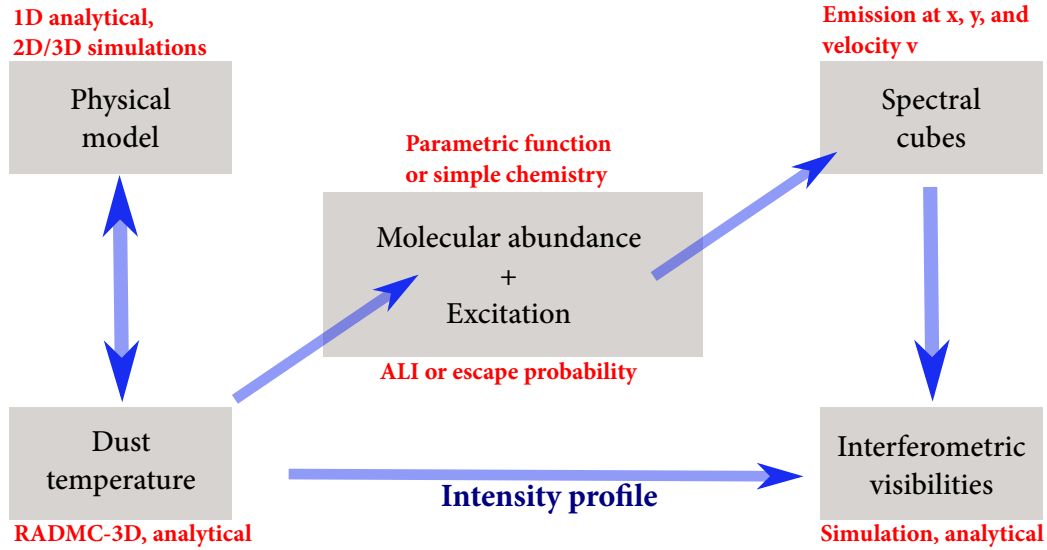 1D analytical,
2D/3D simulations
Physical
model
Emission at x, y, and
velocity v
Spectral
cubes
Parametric function
or simple chemistry
Molecular abundance
+
Excitation
ALI or escape probability
Dust
temperature
RADMC-3D, analytical
Intensity profile
Interferometric
visibilities
Simulation, analytical